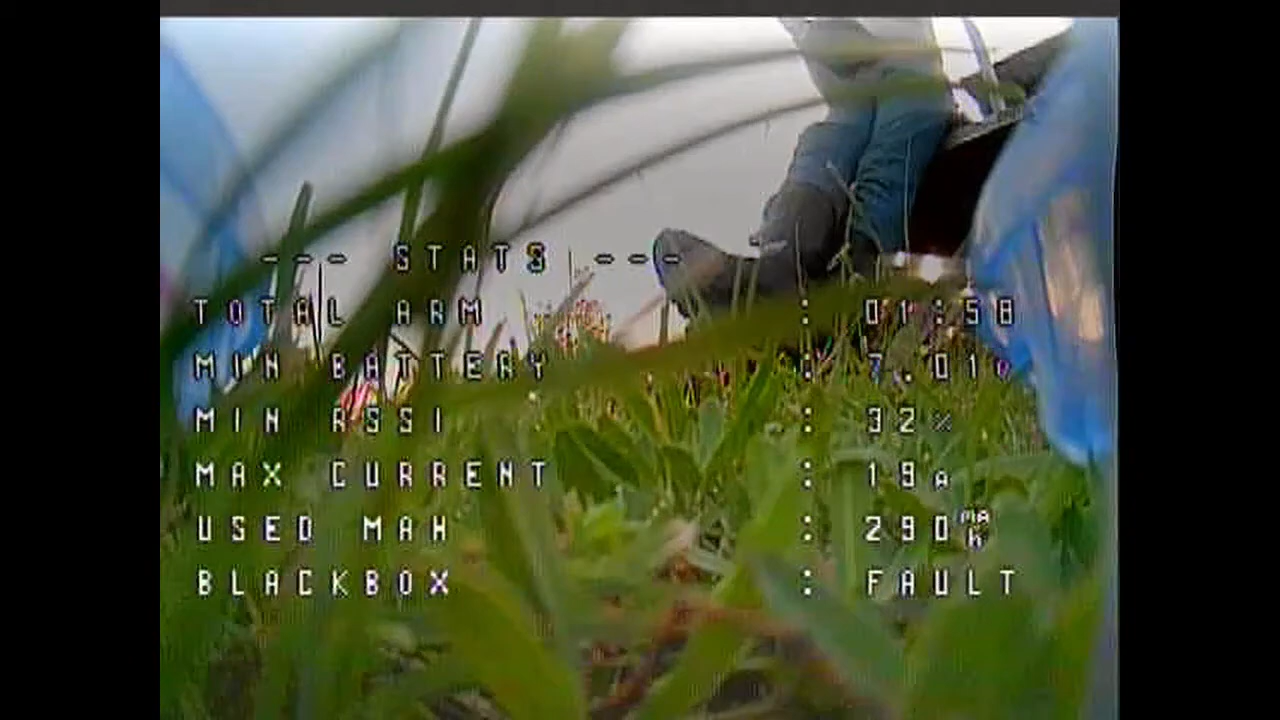 --- STATS ---
TOTAL ARM : 01:58
MIN BATTERY : 7.01V
MIN RSSI : 32%
MAX CURRENT : 19A
USED MAH : 290MAH
BLACKBOX : FAULT